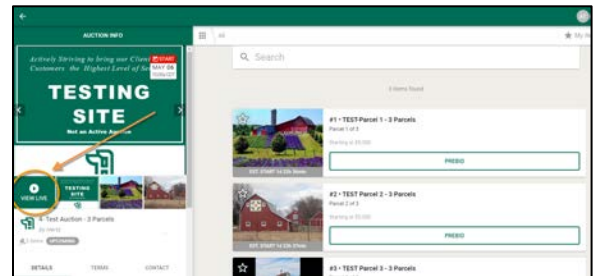 AUCTION INFO
All
My
Actively Striving to bring our
Customers the Highest Level of
START
MAY 06
TESTING
SITE
Not an Active Auction
VIEW LIVE
TESTING
SITE
Test Auction - 3 Parcels
UPCOMING
DETAILS
TERMS
CONTACT
Search
3 items found
#1 • TEST-Parcel 1 - 3 Parcels
Parcel 1 of 3
PREBID
#2 • TEST Parcel 2 - 3 Parcels
Parcel 2 of 3
PREBID
#3 • TEST Parcel 3 - 3 Parcels